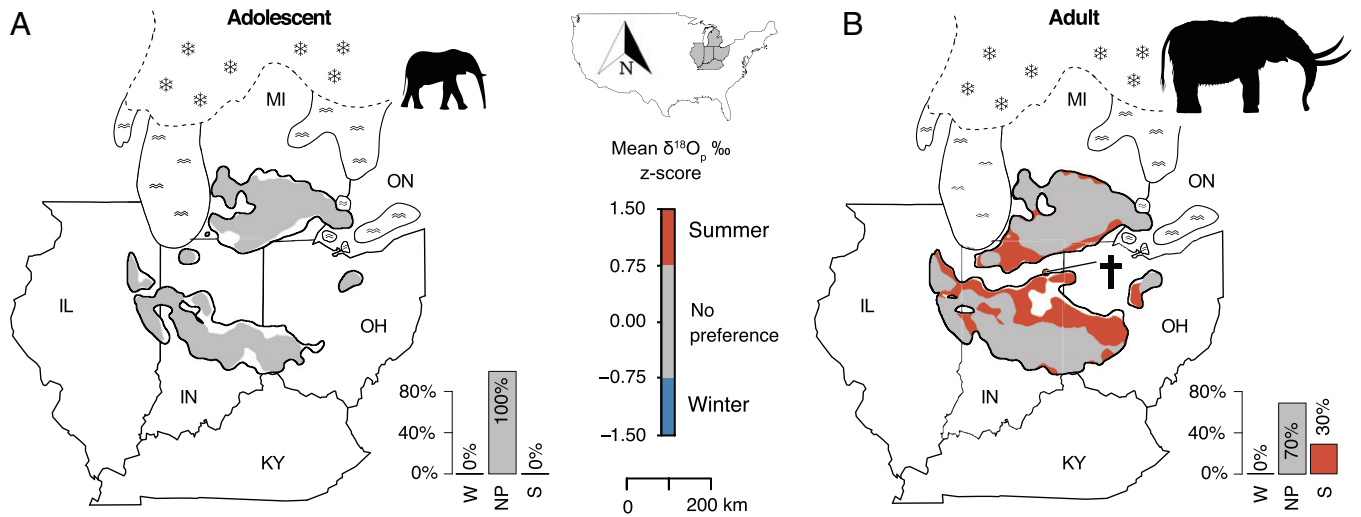 A
Adolescent
MI
ON
IL
OH
IN
KY
80%
40%
0%
0%
100%
0%
W
NP
S
N
Mean δ¹⁸Oₚ ‰
z-score
1.50
0.75
0.00
−0.75
−1.50
Summer
No
preference
Winter
0
200 km
B
Adult
MI
ON
IL
OH
IN
KY
80%
40%
0%
0%
70%
30%
W
NP
S